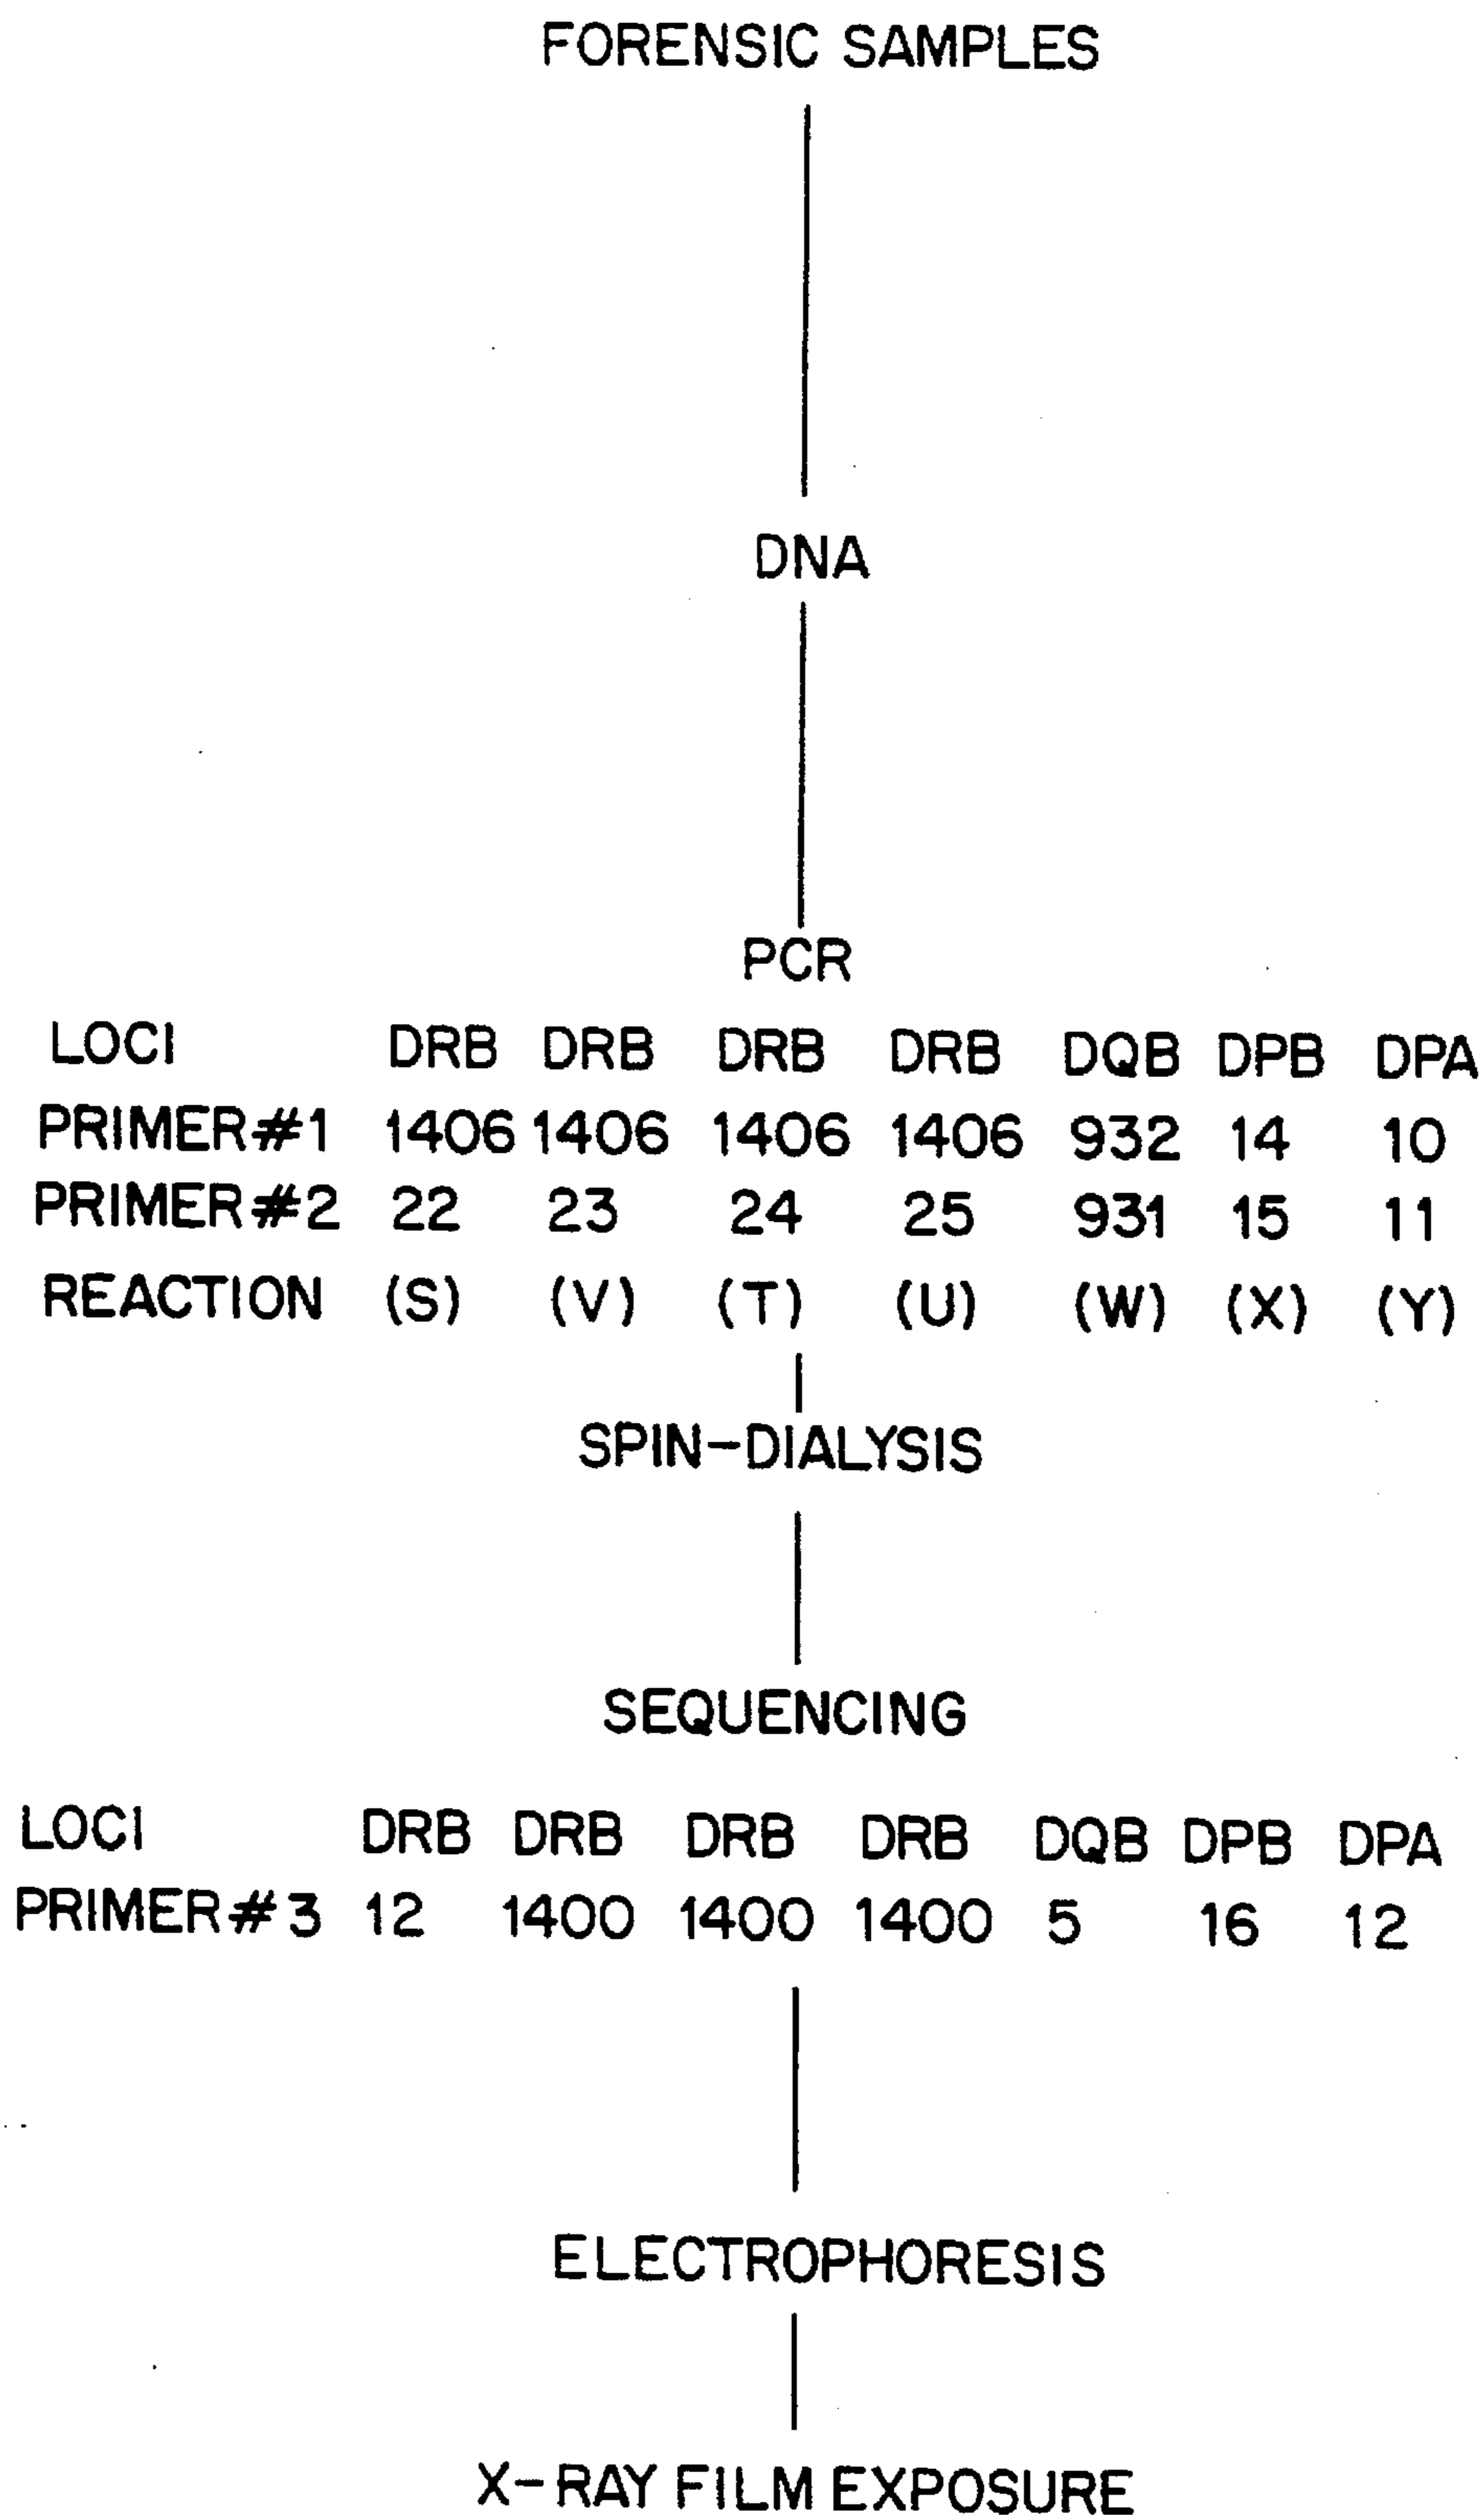 FORENSIC SAMPLES
DNA
PCR
LOCI DRB DRB DRB DRB DQB DPB DPA
PRIMER#1 1406 1406 1406 1406 932 14 10
PRIMER#2 22 23 24 25 931 15 11
REACTION (S) (V) (T) (U) (W) (X) (Y)
SPIN-DIALYSIS
SEQUENCING
LOCI DRB DRB DRB DRB DQB DPB DPA
PRIMER#3 12 1400 1400 1400 5 16 12
ELECTROPHORESIS
X-RAY FILM EXPOSURE